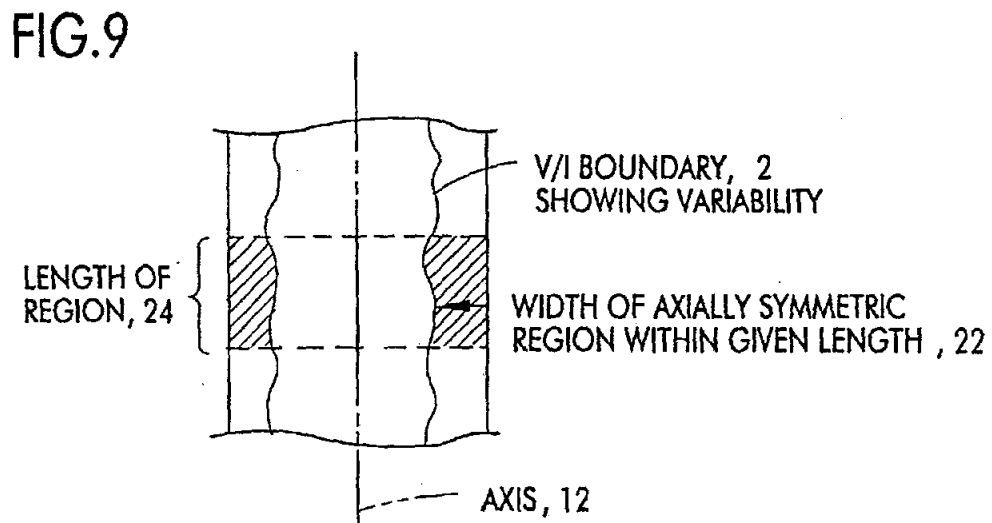 FIG.9
V/I BOUNDARY, 2
SHOWING VARIABILITY
LENGTH OF
REGION, 24
WIDTH OF AXIALLY SYMMETRIC
REGION WITHIN GIVEN LENGTH , 22
AXIS, 12